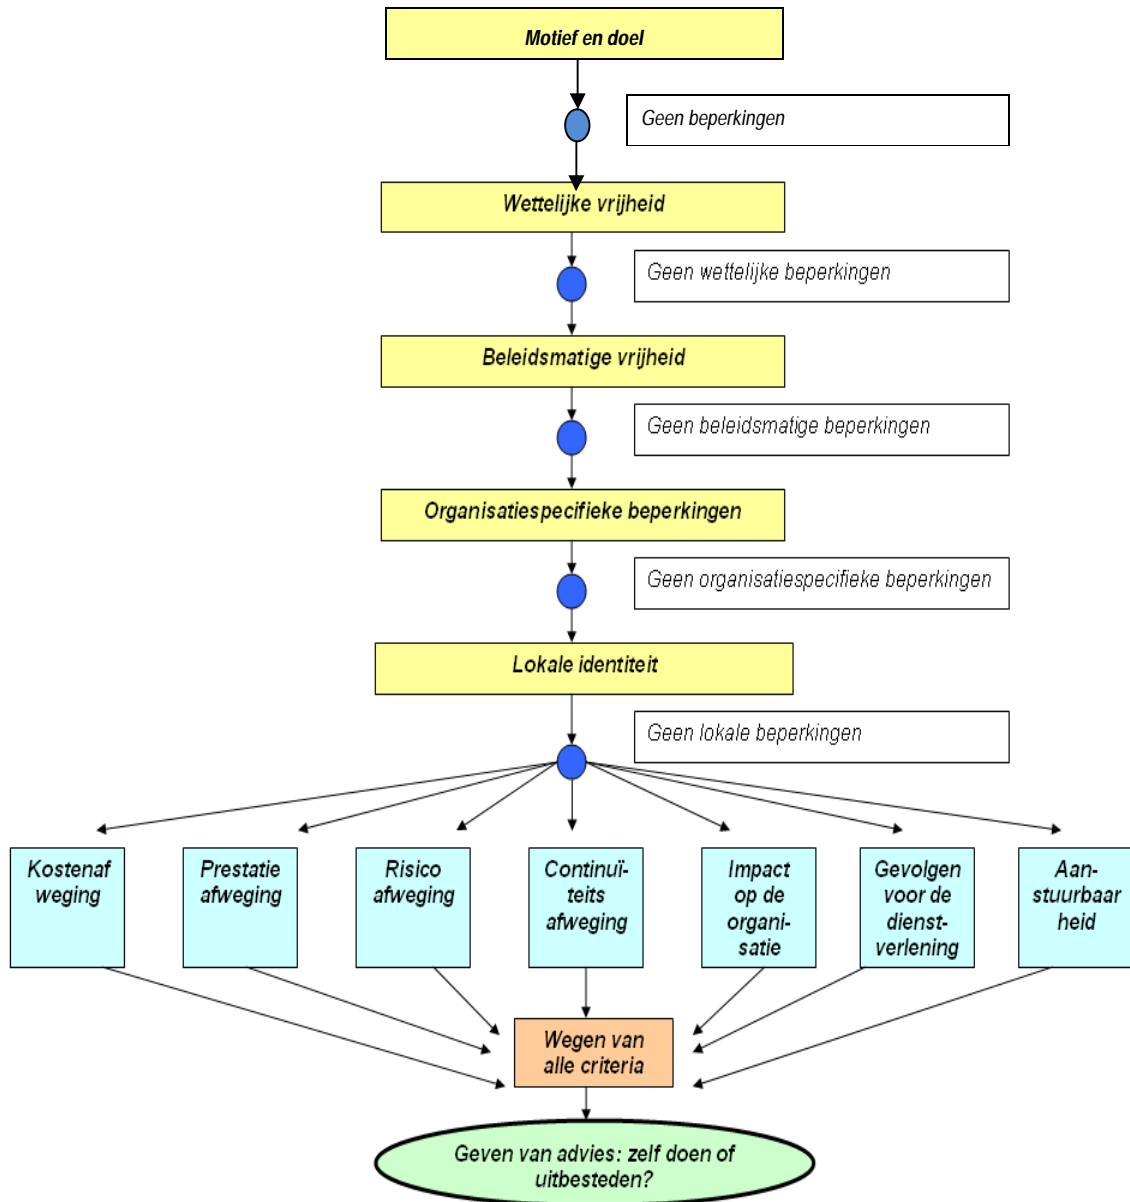 Motief en doel
Geen beperkingen
Wettelijke vrijheid
Geen wettelijke beperkingen
Beleidsmatige vrijheid
Geen beleidsmatige beperkingen
Organisatiespecifieke beperkingen
Geen organisatiespecifieke beperkingen
Lokale identiteit
Geen lokale beperkingen
Kostenaf
weging
Prestatie
afweging
Risico
afweging
Continuï-
teits
afweging
Impact
op de
organi-
satie
Gevolgen
voor de
dienst-
verlening
Aan-
stuurbaar
heid
Wegen van
alle criteria
Geven van advies: zelf doen of
uitbesteden?